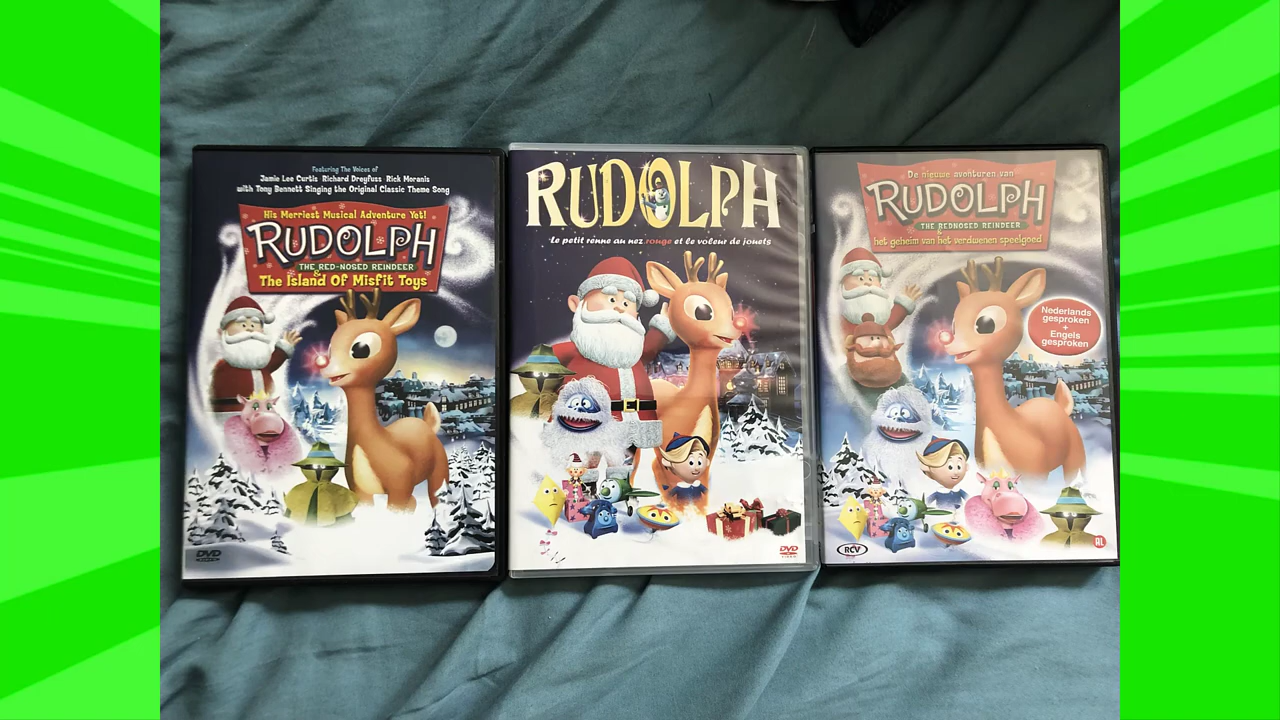 Featuring The Voices of
Jamie Lee Curtis Richard Dreyfuss Rick Moranis
with Tony Bennett Singing the Original Classic Theme Song
His Merriest Musical Adventure Yet!
RUDOLPH
THE RED-NOSED REINDEER
&
The Island Of Misfit Toys
DVD
RUDOLPH
Le petit renne au nez rouge et le voleur de jouets
DVD
VIDEO
De nieuwe avonturen van
RUDOLPH
THE REDNOSED REINDEER
&
het geheim van het verdwenen speelgoed
Nederlands
gesproken
+
Engels
gesproken
RCV
AL